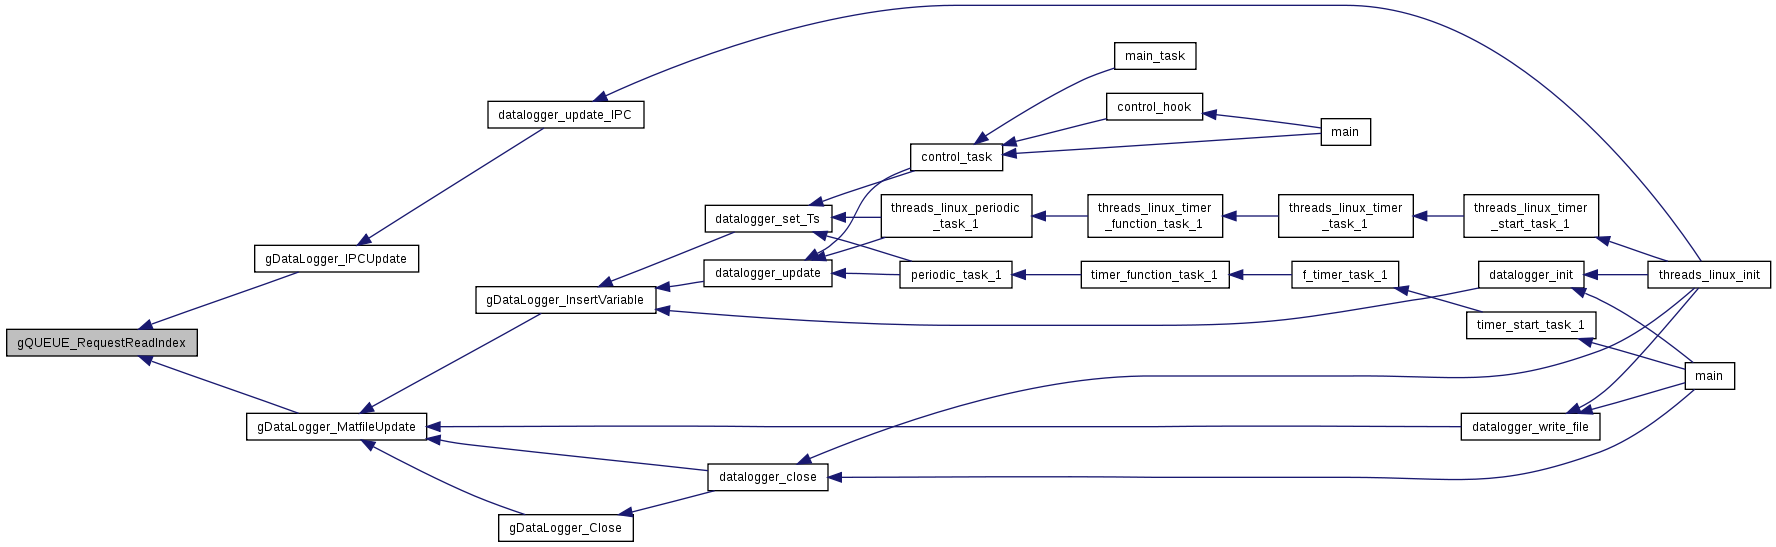 main_task
control_hook
datalogger_update_IPC
main
control_task
threads_linux_periodic
_task_1
threads_linux_timer
_function_task_1
threads_linux_timer
_task_1
threads_linux_timer
_start_task_1
datalogger_set_Ts
gDataLogger_IPCUpdate
datalogger_update
periodic_task_1
timer_function_task_1
f_timer_task_1
datalogger_init
threads_linux_init
gDataLogger_InsertVariable
timer_start_task_1
gQUEUE_RequestReadIndex
main
gDataLogger_MatfileUpdate
datalogger_write_file
datalogger_close
gDataLogger_Close